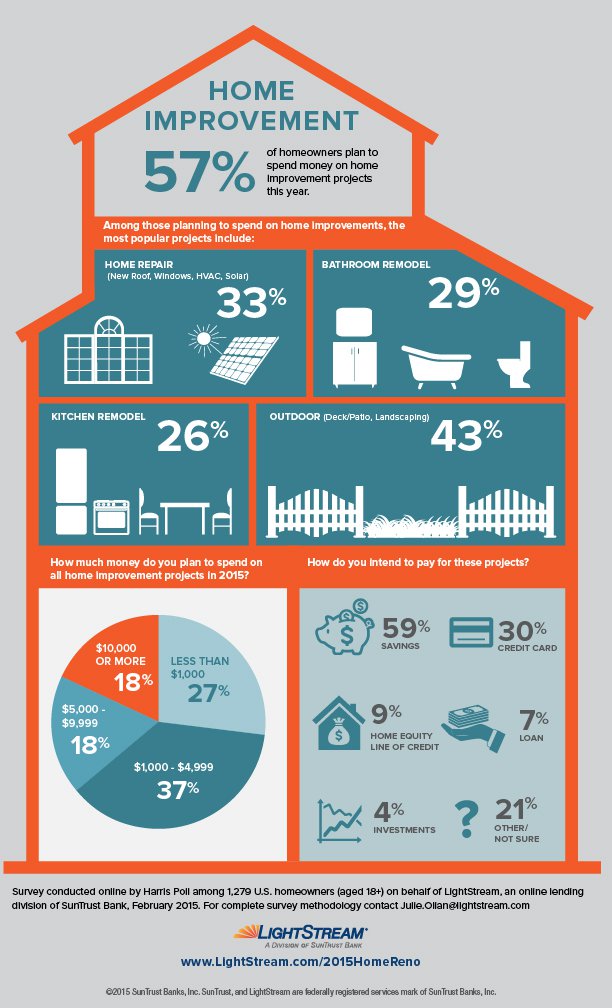 HOME
IMPROVEMENT
57%
of homeowners plan to
spend money on home
improvement projects
this year.
Among those planning to spend on home improvements, the
most popular projects include:
HOME REPAIR
(New Roof, Windows, HVAC, Solar)
33%
BATHROOM REMODEL
29%
KITCHEN REMODEL
26%
OUTDOOR (Deck/Patio, Landscaping)
43%
How much money do you plan to spend on
all home improvement projects in 2015?
$10,000
OR MORE
18%
LESS THAN
$1,000
27%
$5,000 -
$9,999
18%
$1,000 - $4,999
37%
How do you intend to pay for these projects?
59%
SAVINGS
30%
CREDIT CARD
9%
HOME EQUITY
LINE OF CREDIT
7%
LOAN
4%
INVESTMENTS
21%
OTHER/
NOT SURE
Survey conducted online by Harris Poll among 1,279 U.S. homeowners (aged 18+) on behalf of LightStream, an online lending
division of SunTrust Bank, February 2015. For complete survey methodology contact Julie.Olian@lightstream.com
LIGHTSTREAM
A DIVISION OF SUNTRUST BANK
www.LightStream.com/2015HomeReno
©2015 SunTrust Banks, Inc. SunTrust, and LightStream are federally registered services mark of SunTrust Banks, Inc.